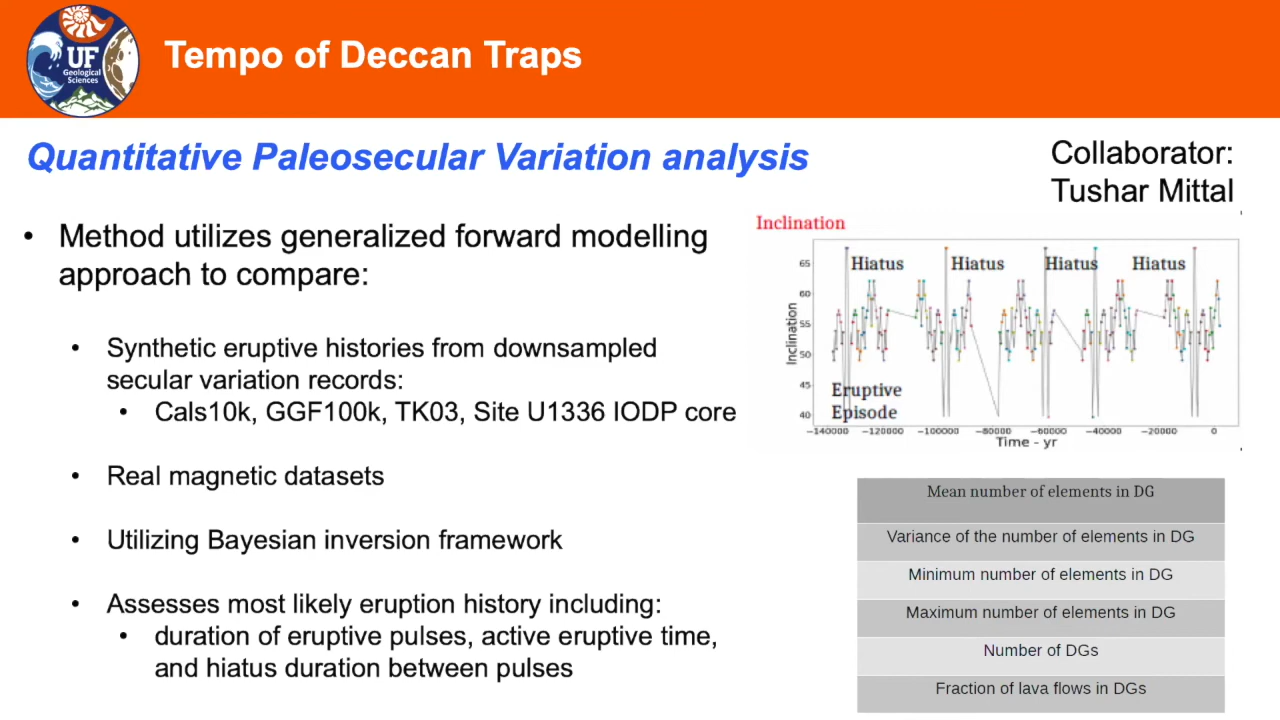 UF
Geological
Sciences
Tempo of Deccan Traps
Quantitative Paleosecular Variation analysis
Collaborator:
Tushar Mittal
• Method utilizes generalized forward modelling
approach to compare:
• Synthetic eruptive histories from downsampled
secular variation records:
• Cals10k, GGF100k, TK03, Site U1336 IODP core
• Real magnetic datasets
• Utilizing Bayesian inversion framework
• Assesses most likely eruption history including:
• duration of eruptive pulses, active eruptive time,
and hiatus duration between pulses
Inclination
Hiatus Hiatus Hiatus Hiatus
Inclination
65
60
55
50
45
40
Eruptive
Episode
−140000 −120000 −100000 −80000 −60000 −40000 −20000 0
Time - yr
Mean number of elements in DG
Variance of the number of elements in DG
Minimum number of elements in DG
Maximum number of elements in DG
Number of DGs
Fraction of lava flows in DGs